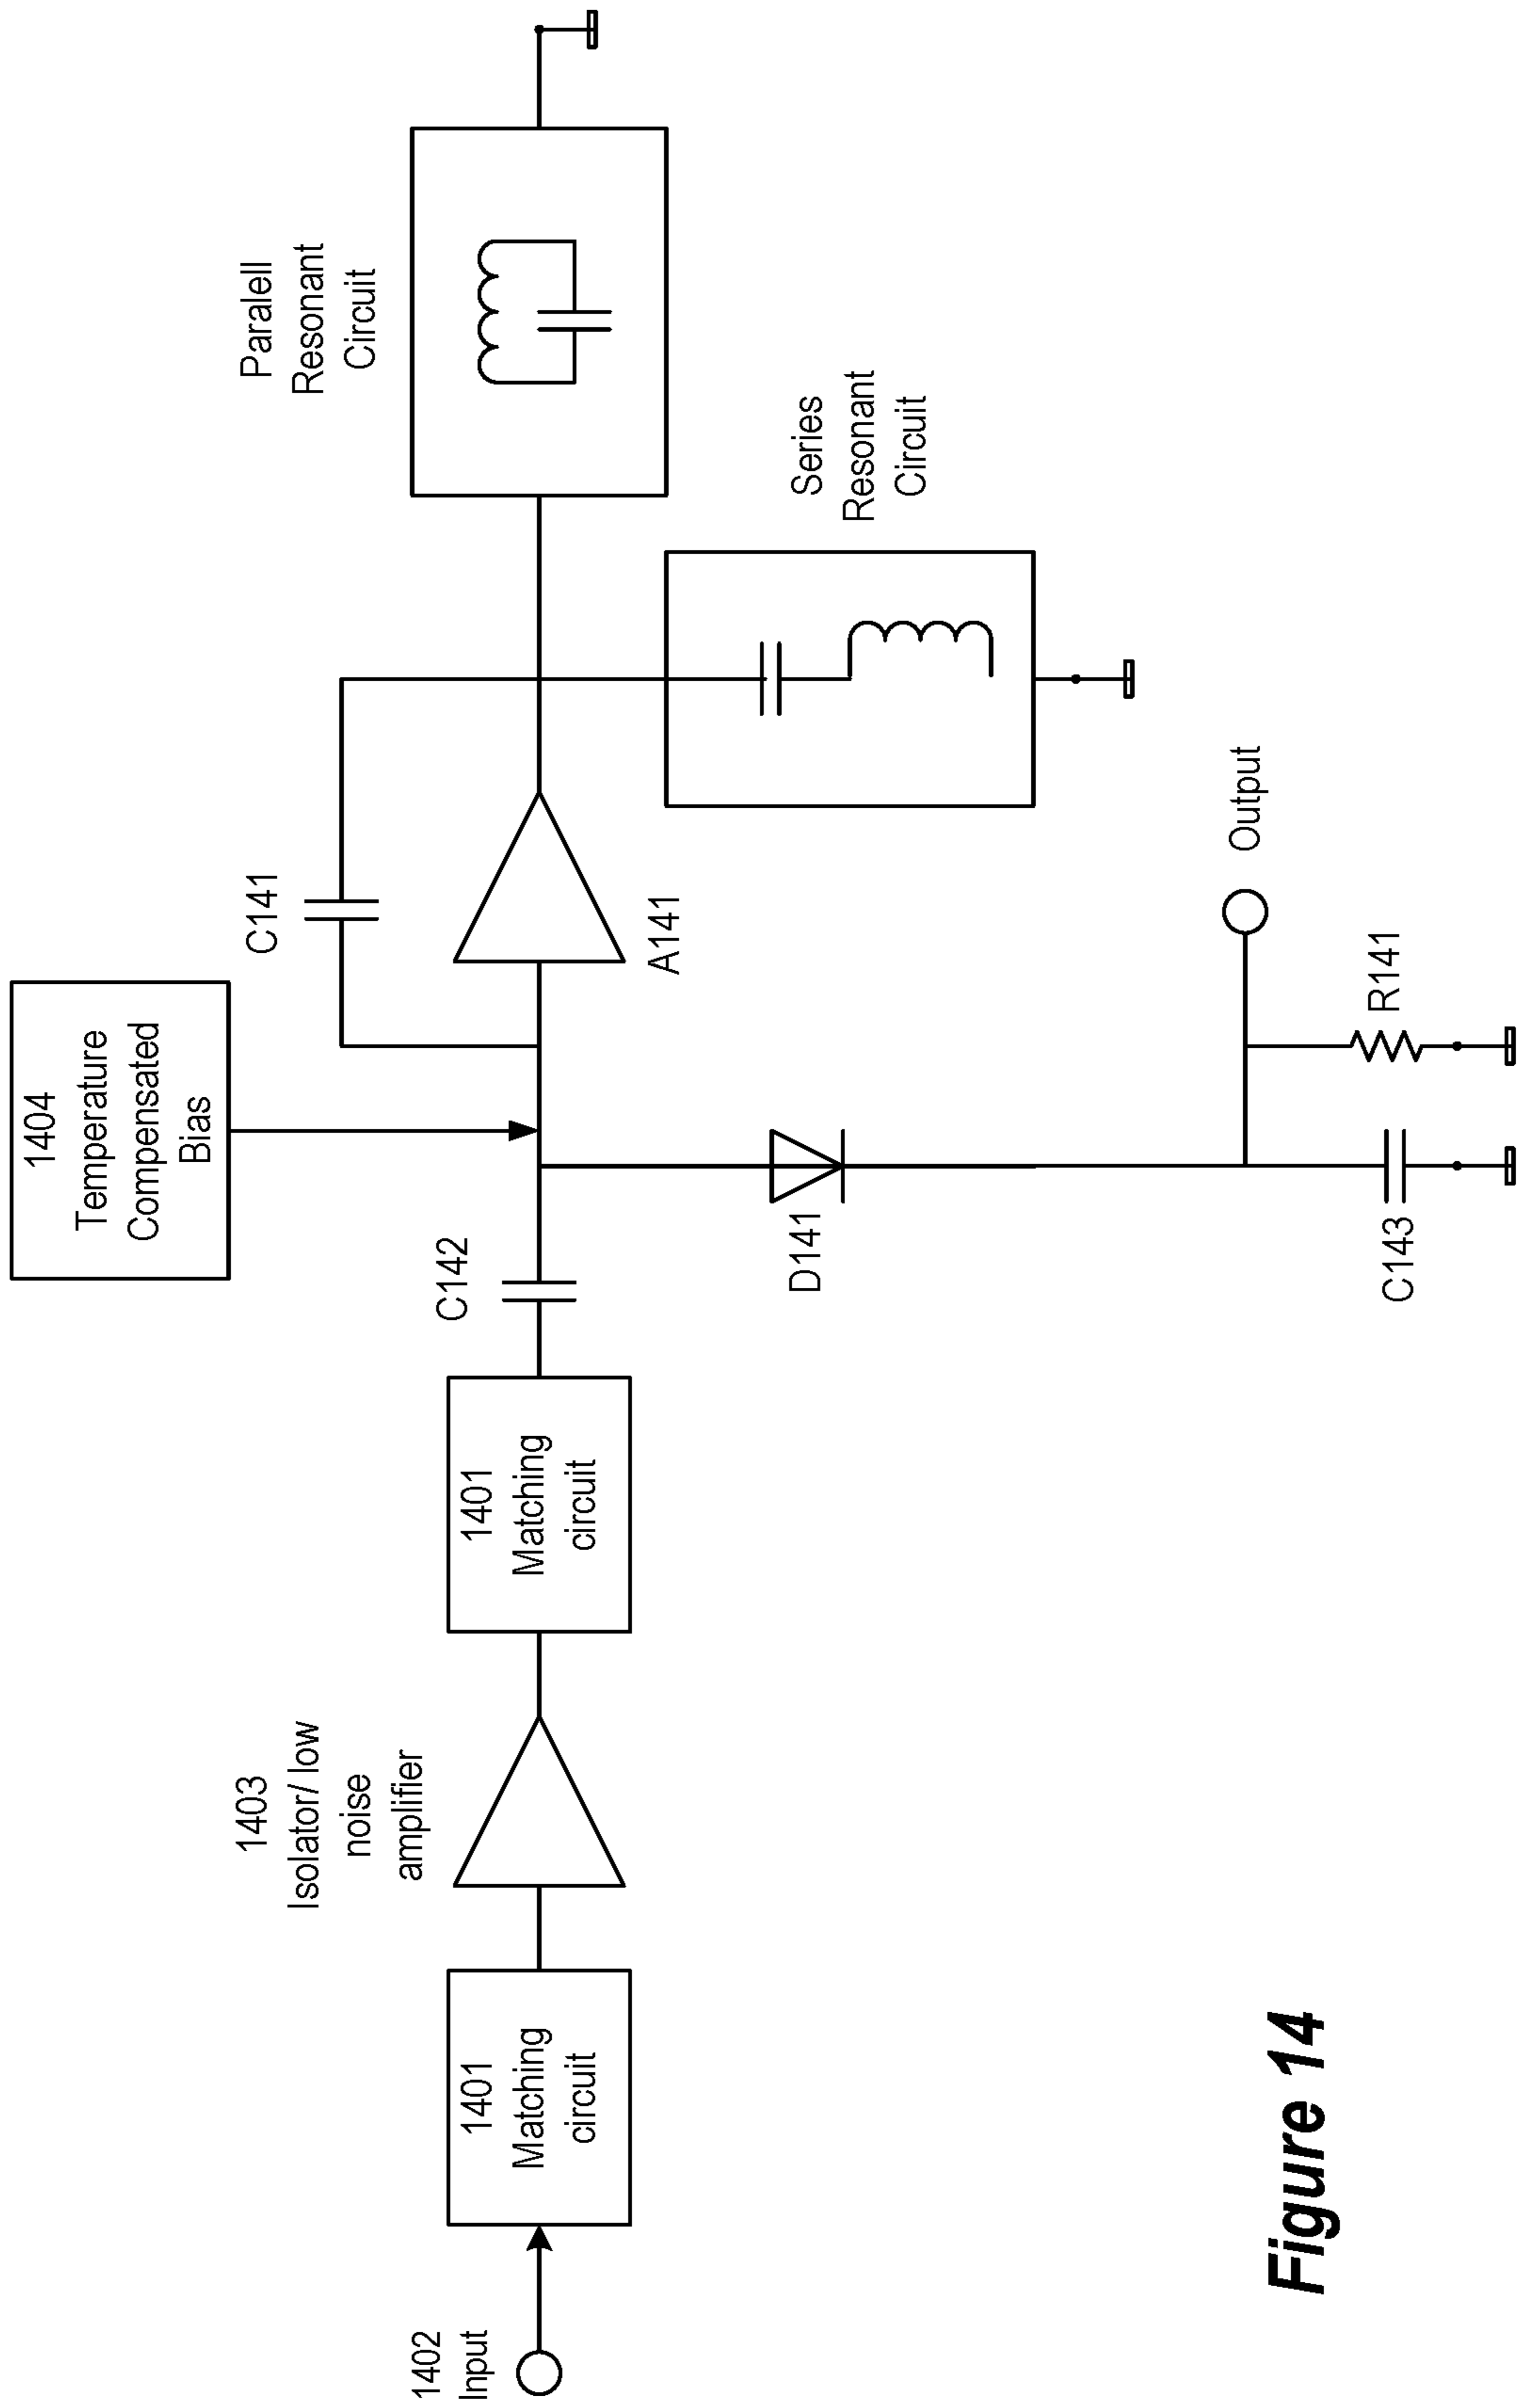 1402
Input
1401
Matching
circuit
1403
Isolator/ low
noise
amplifier
1401
Matching
circuit
C142
1404
Temperature
Compensated
Bias
C141
A141
Paralell
Resonant
Circuit
Series
Resonant
Circuit
D141
Output
C143
R141
Figure 14